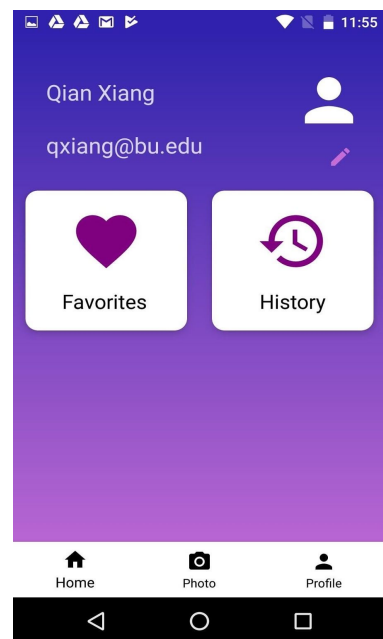 11:55
Qian Xiang
qxiang@bu.edu
Favorites History
Home Photo Profile